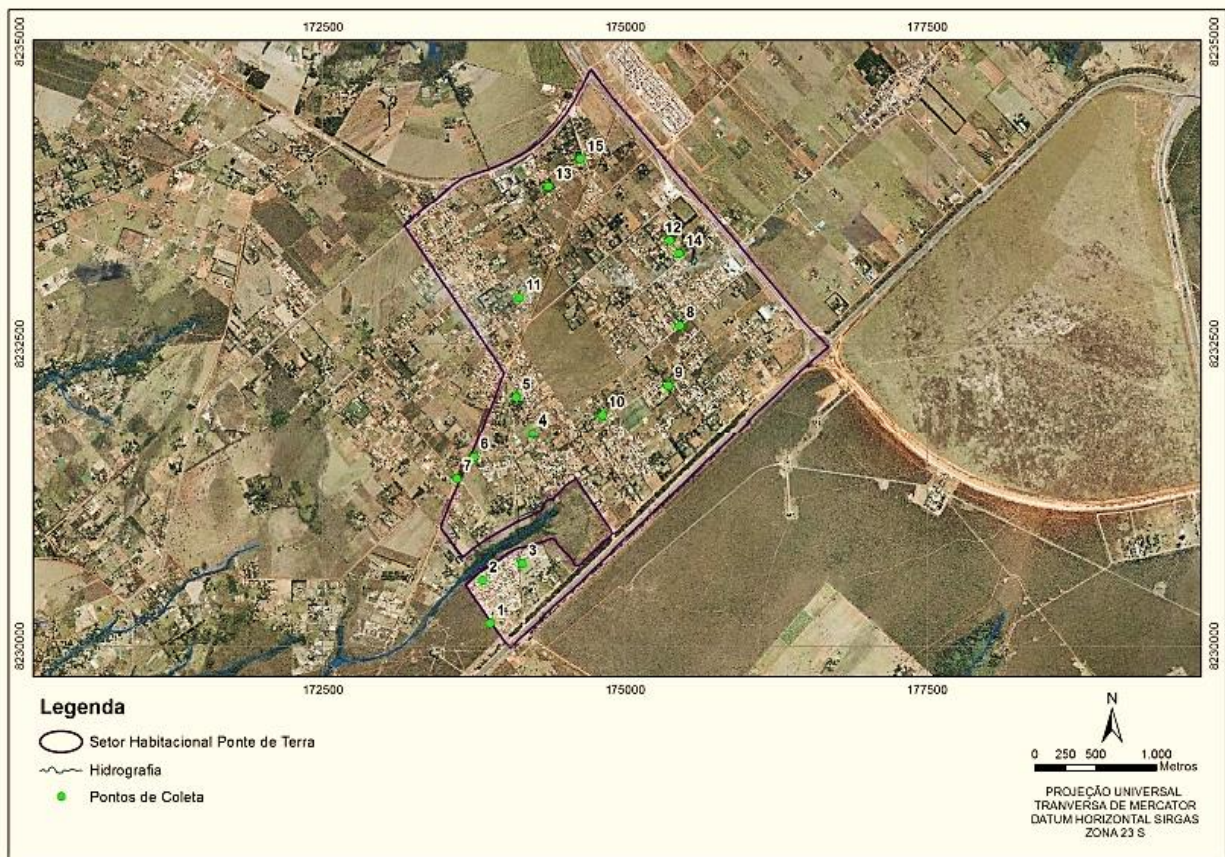 172500 175000 177500
8235000 8235000
15
13
12
14
11
8
8232500 8232500
9
5
10
4
6
7
3
2
1
8230000 8230000
172500 175000 177500
Legenda
Setor Habitacional Ponte de Terra
Hidrografia
Pontos de Coleta
N
0 250 500 1.000
Metros
PROJEÇÃO UNIVERSAL
TRANVERSA DE MERCATOR
DATUM HORIZONTAL SIRGAS
ZONA 23 S